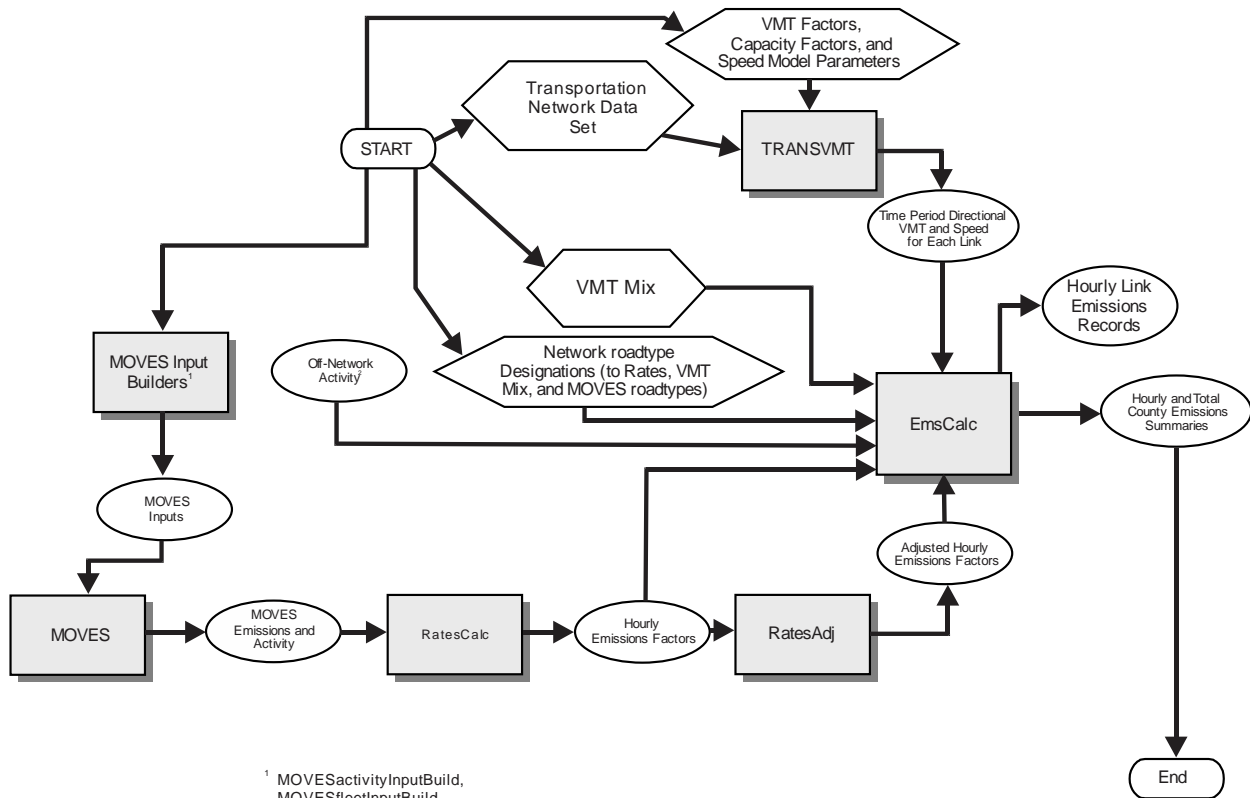 VMT Factors,
Capacity Factors, and
Speed Model Parameters
Transportation
Network Data
Set
START
TRANSVMT
Time Period Directional
VMT and Speed
for Each Link
VMT Mix
Hourly Link
Emissions
Records
MOVES Input
Builders¹
Off-Network
Activity²
Network roadtype
Designations (to Rates, VMT
Mix, and MOVES roadtypes)
EmsCalc
Hourly and Total
County Emissions
Summaries
MOVES
Inputs
Adjusted Hourly
Emissions Factors
MOVES
MOVES
Emissions and
Activity
RatesCalc
Hourly
Emissions Factors
RatesAdj
End
¹ MOVESactivityInputBuild,
MOVESfleetInputBuild